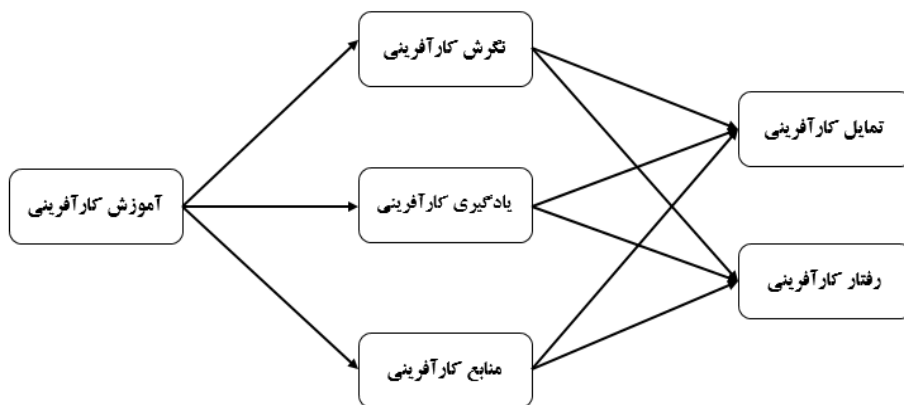 نگرش کارآفرینی
تمایل کارآفرینی
آموزش کارآفرینی
یادگیری کارآفرینی
رفتار کارآفرینی
منابع کارآفرینی